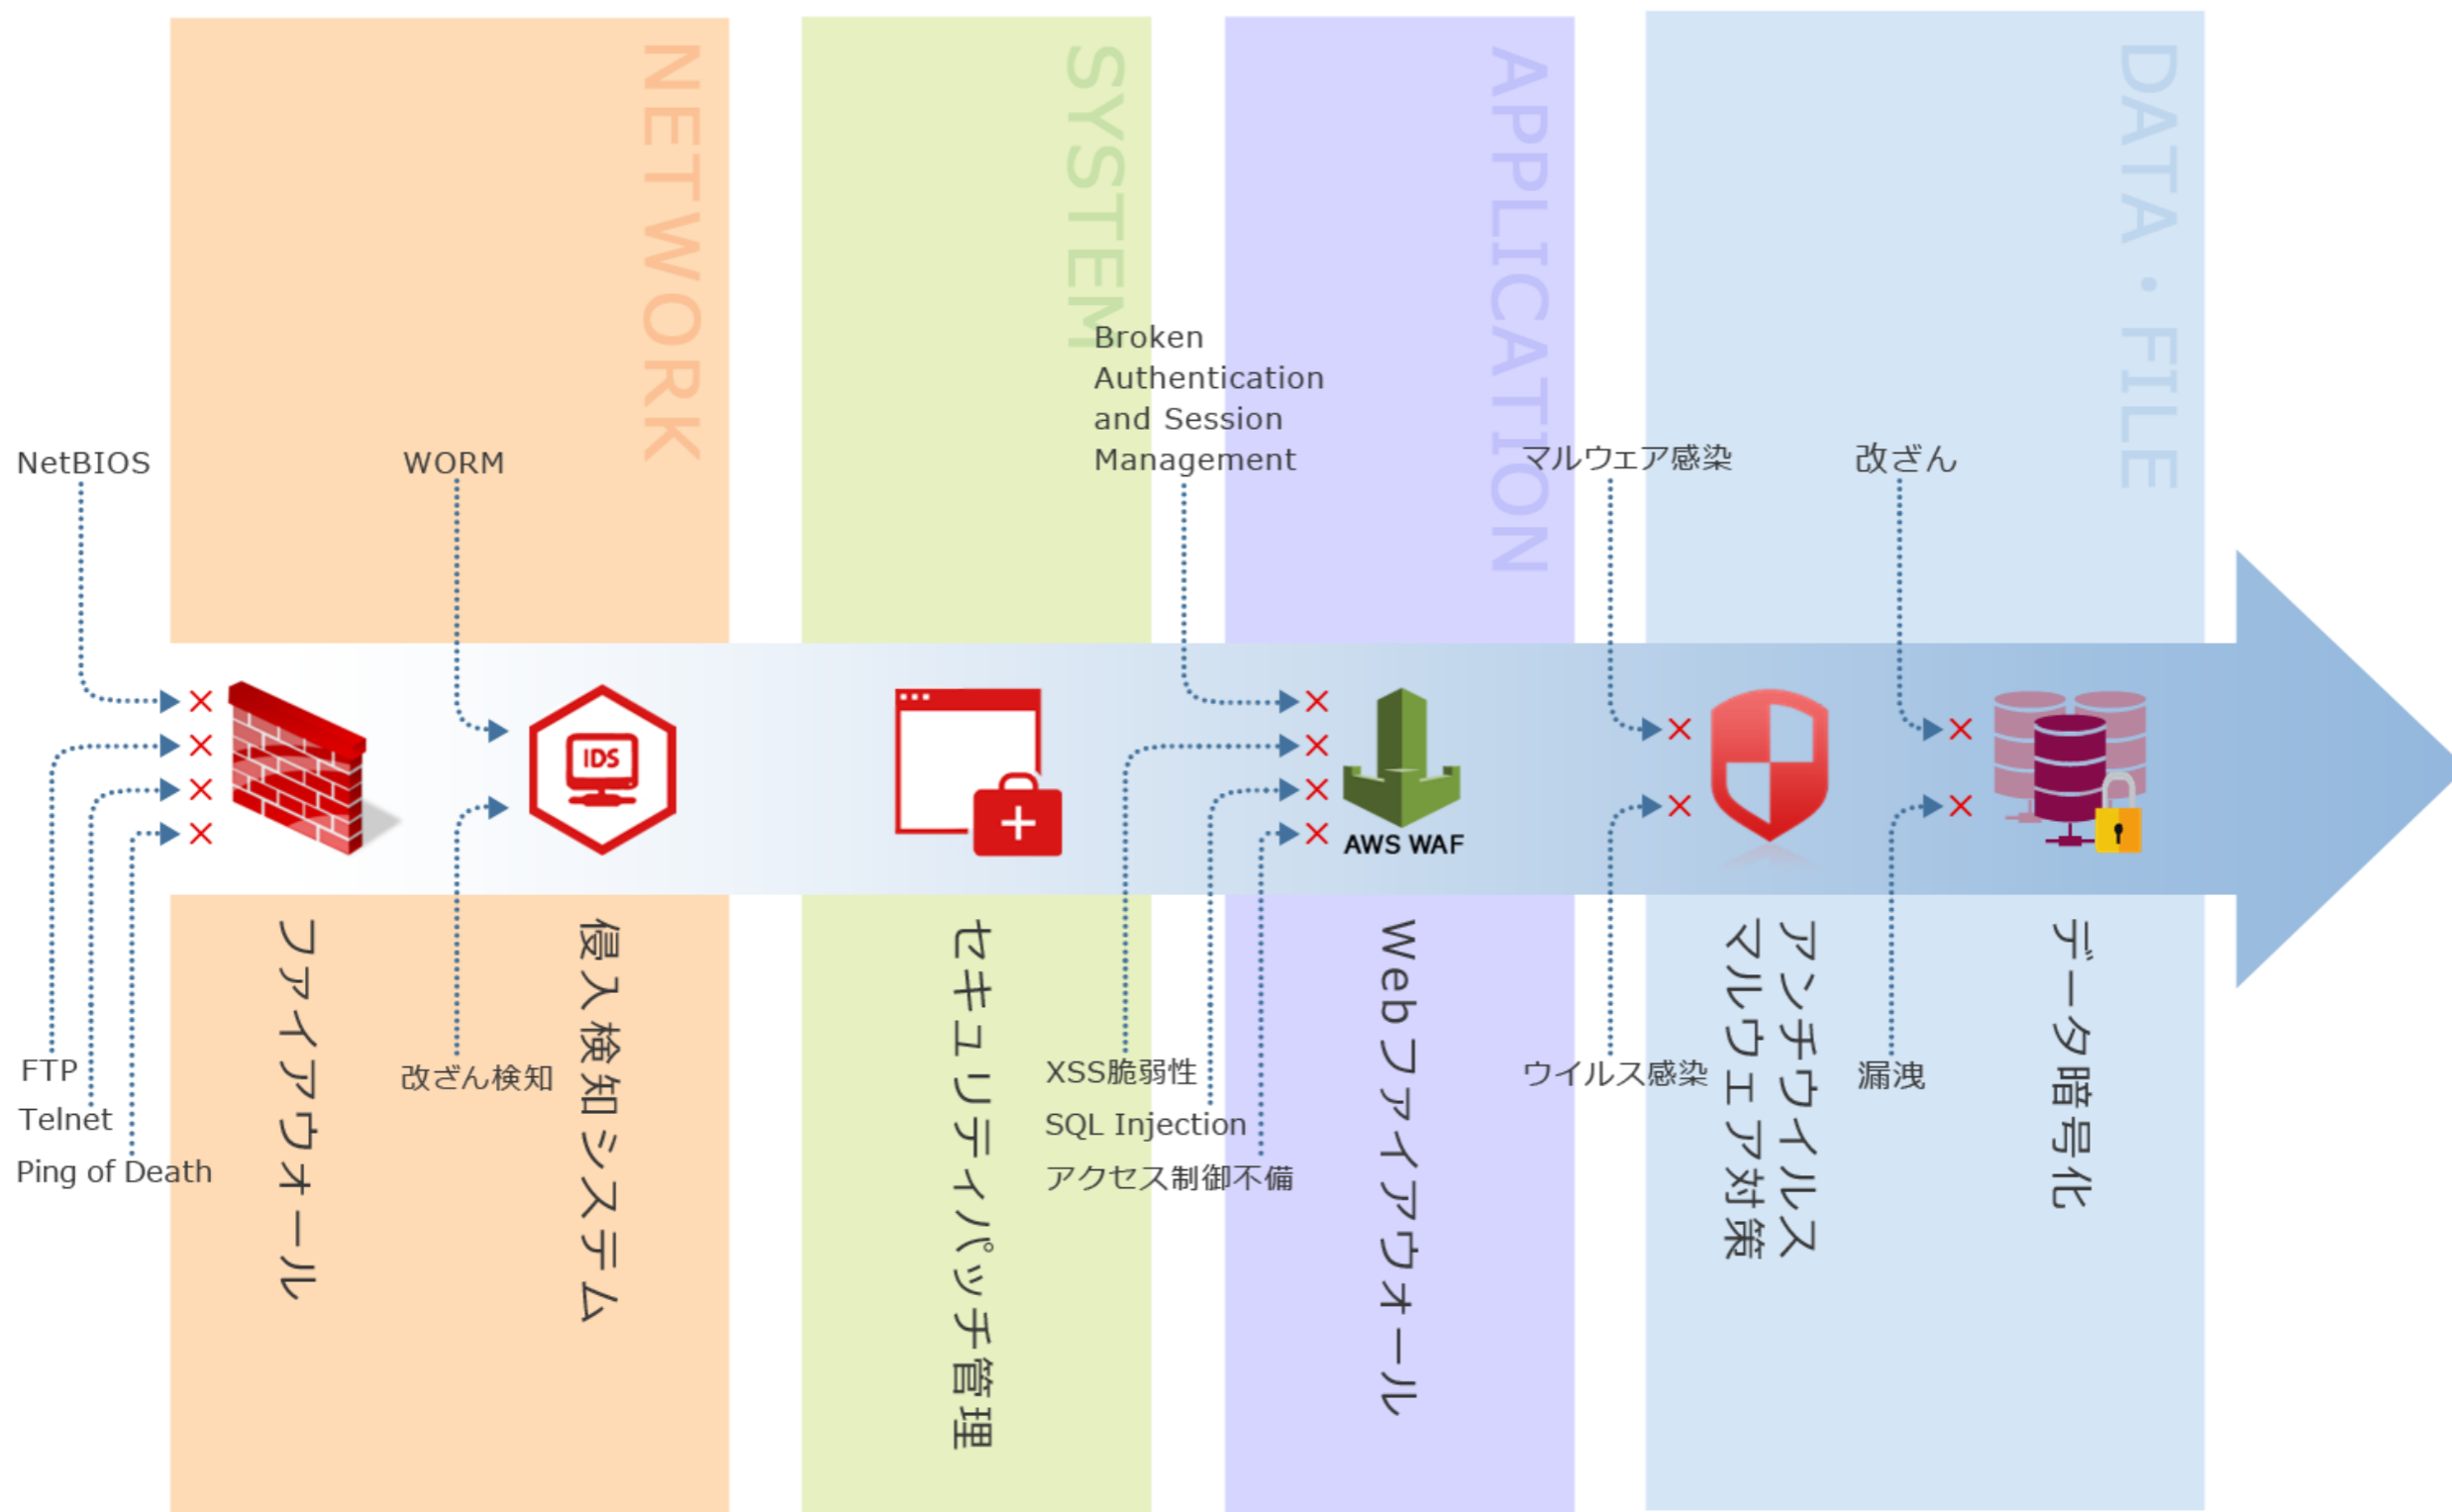 NETWORK
SYSTEM
APPLICATION
DATA・FILE
NetBIOS
WORM
Broken
Authentication
and Session
Management
マルウェア感染
改ざん
IDS
AWS WAF
FTP
Telnet
Ping of Death
改ざん検知
XSS脆弱性
SQL Injection
アクセス制御不備
ウイルス感染
漏洩
ファイアウォール
侵入検知システム
セキュリティパッチ管理
Webファイアウォール
アンチウイルス
マルウェア対策
データ暗号化